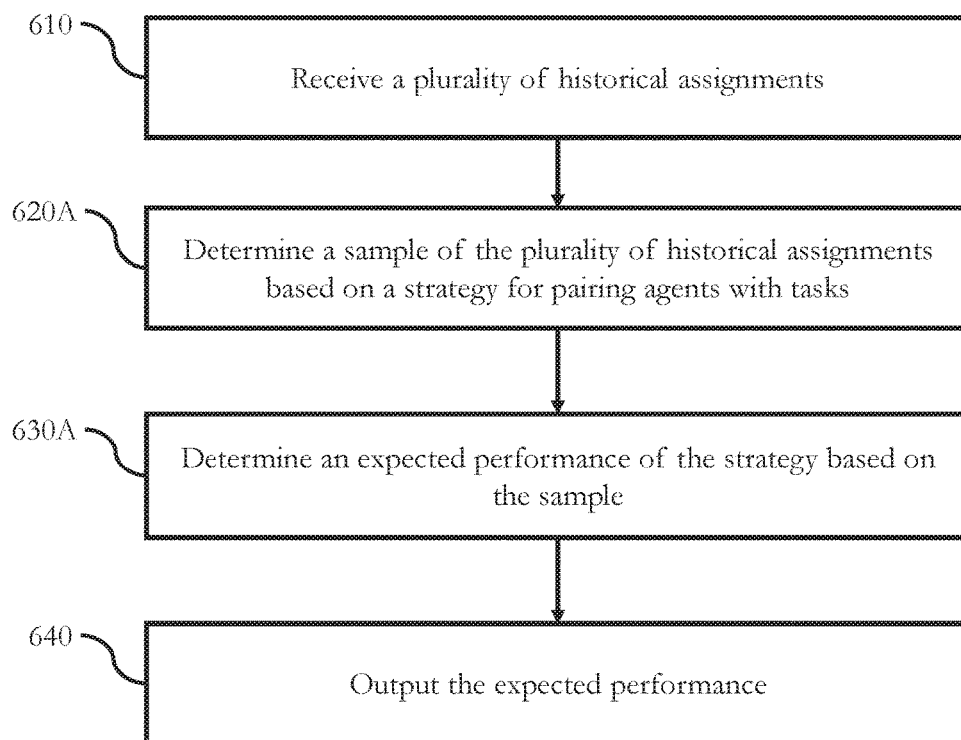 610
Receive a plurality of historical assignments
620A
Determine a sample of the plurality of historical assignments
based on a strategy for pairing agents with tasks
630A
Determine an expected performance of the strategy based on
the sample
640
Output the expected performance